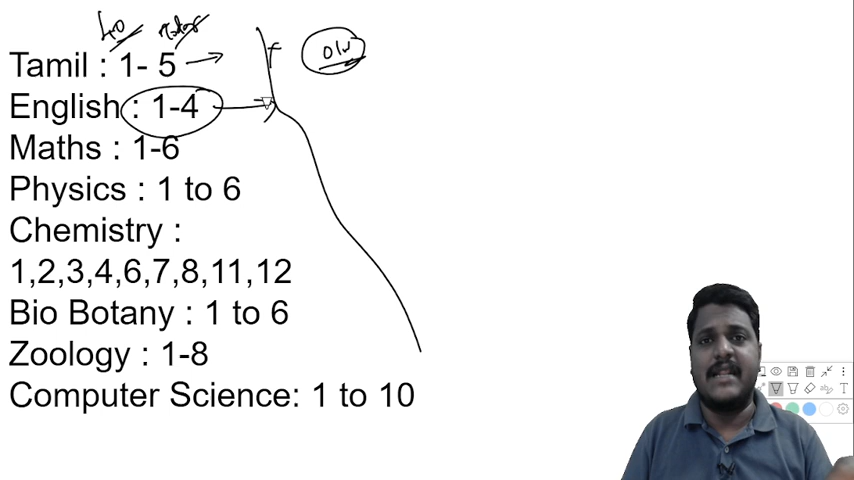 Tamil : 1- 5
English : 1-4
Maths : 1-6
Physics : 1 to 6
Chemistry :
1,2,3,4,6,7,8,11,12
Bio Botany : 1 to 6
Zoology : 1-8
Computer Science: 1 to 10